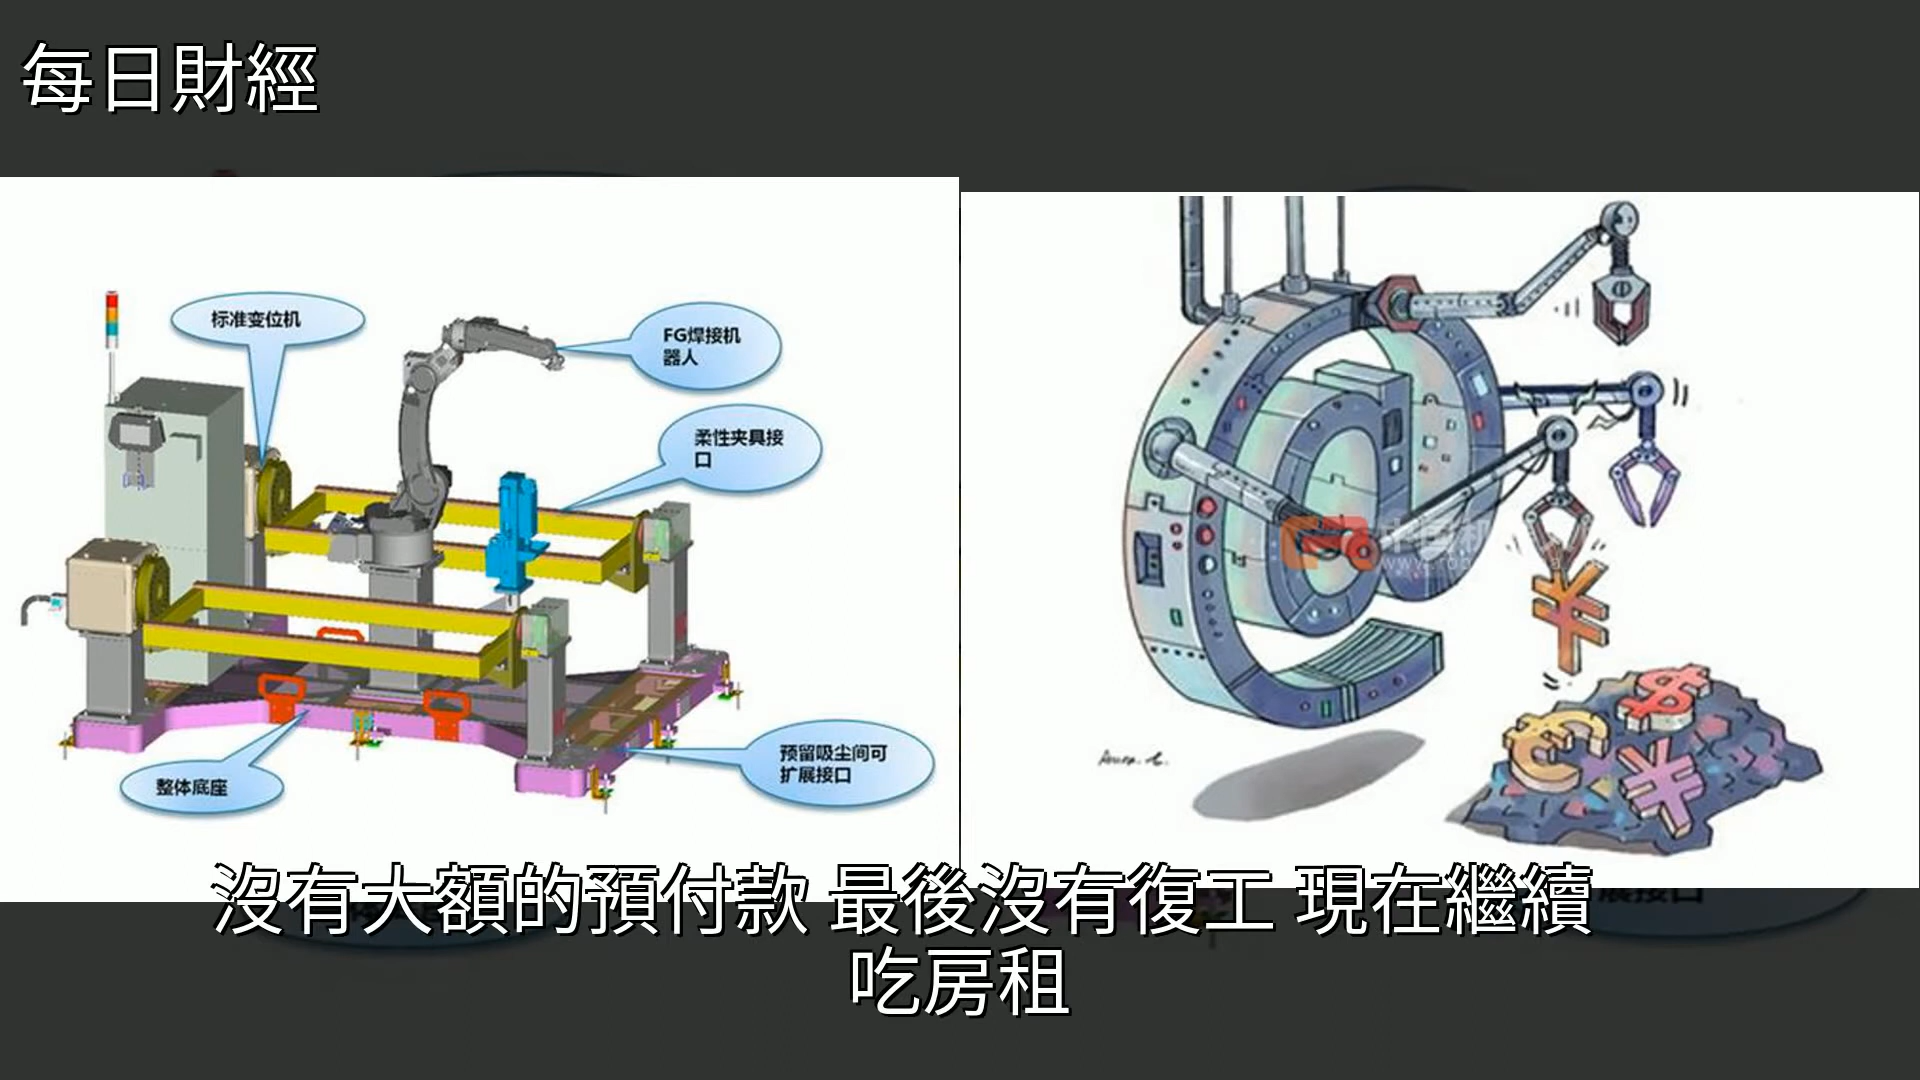 每日財經
标准变位机
FG焊接机
器人
柔性夹具接
口
预留吸尘间可
扩展接口
整体底座
沒有大額的預付款 最後沒有復工 現在繼續
吃房租